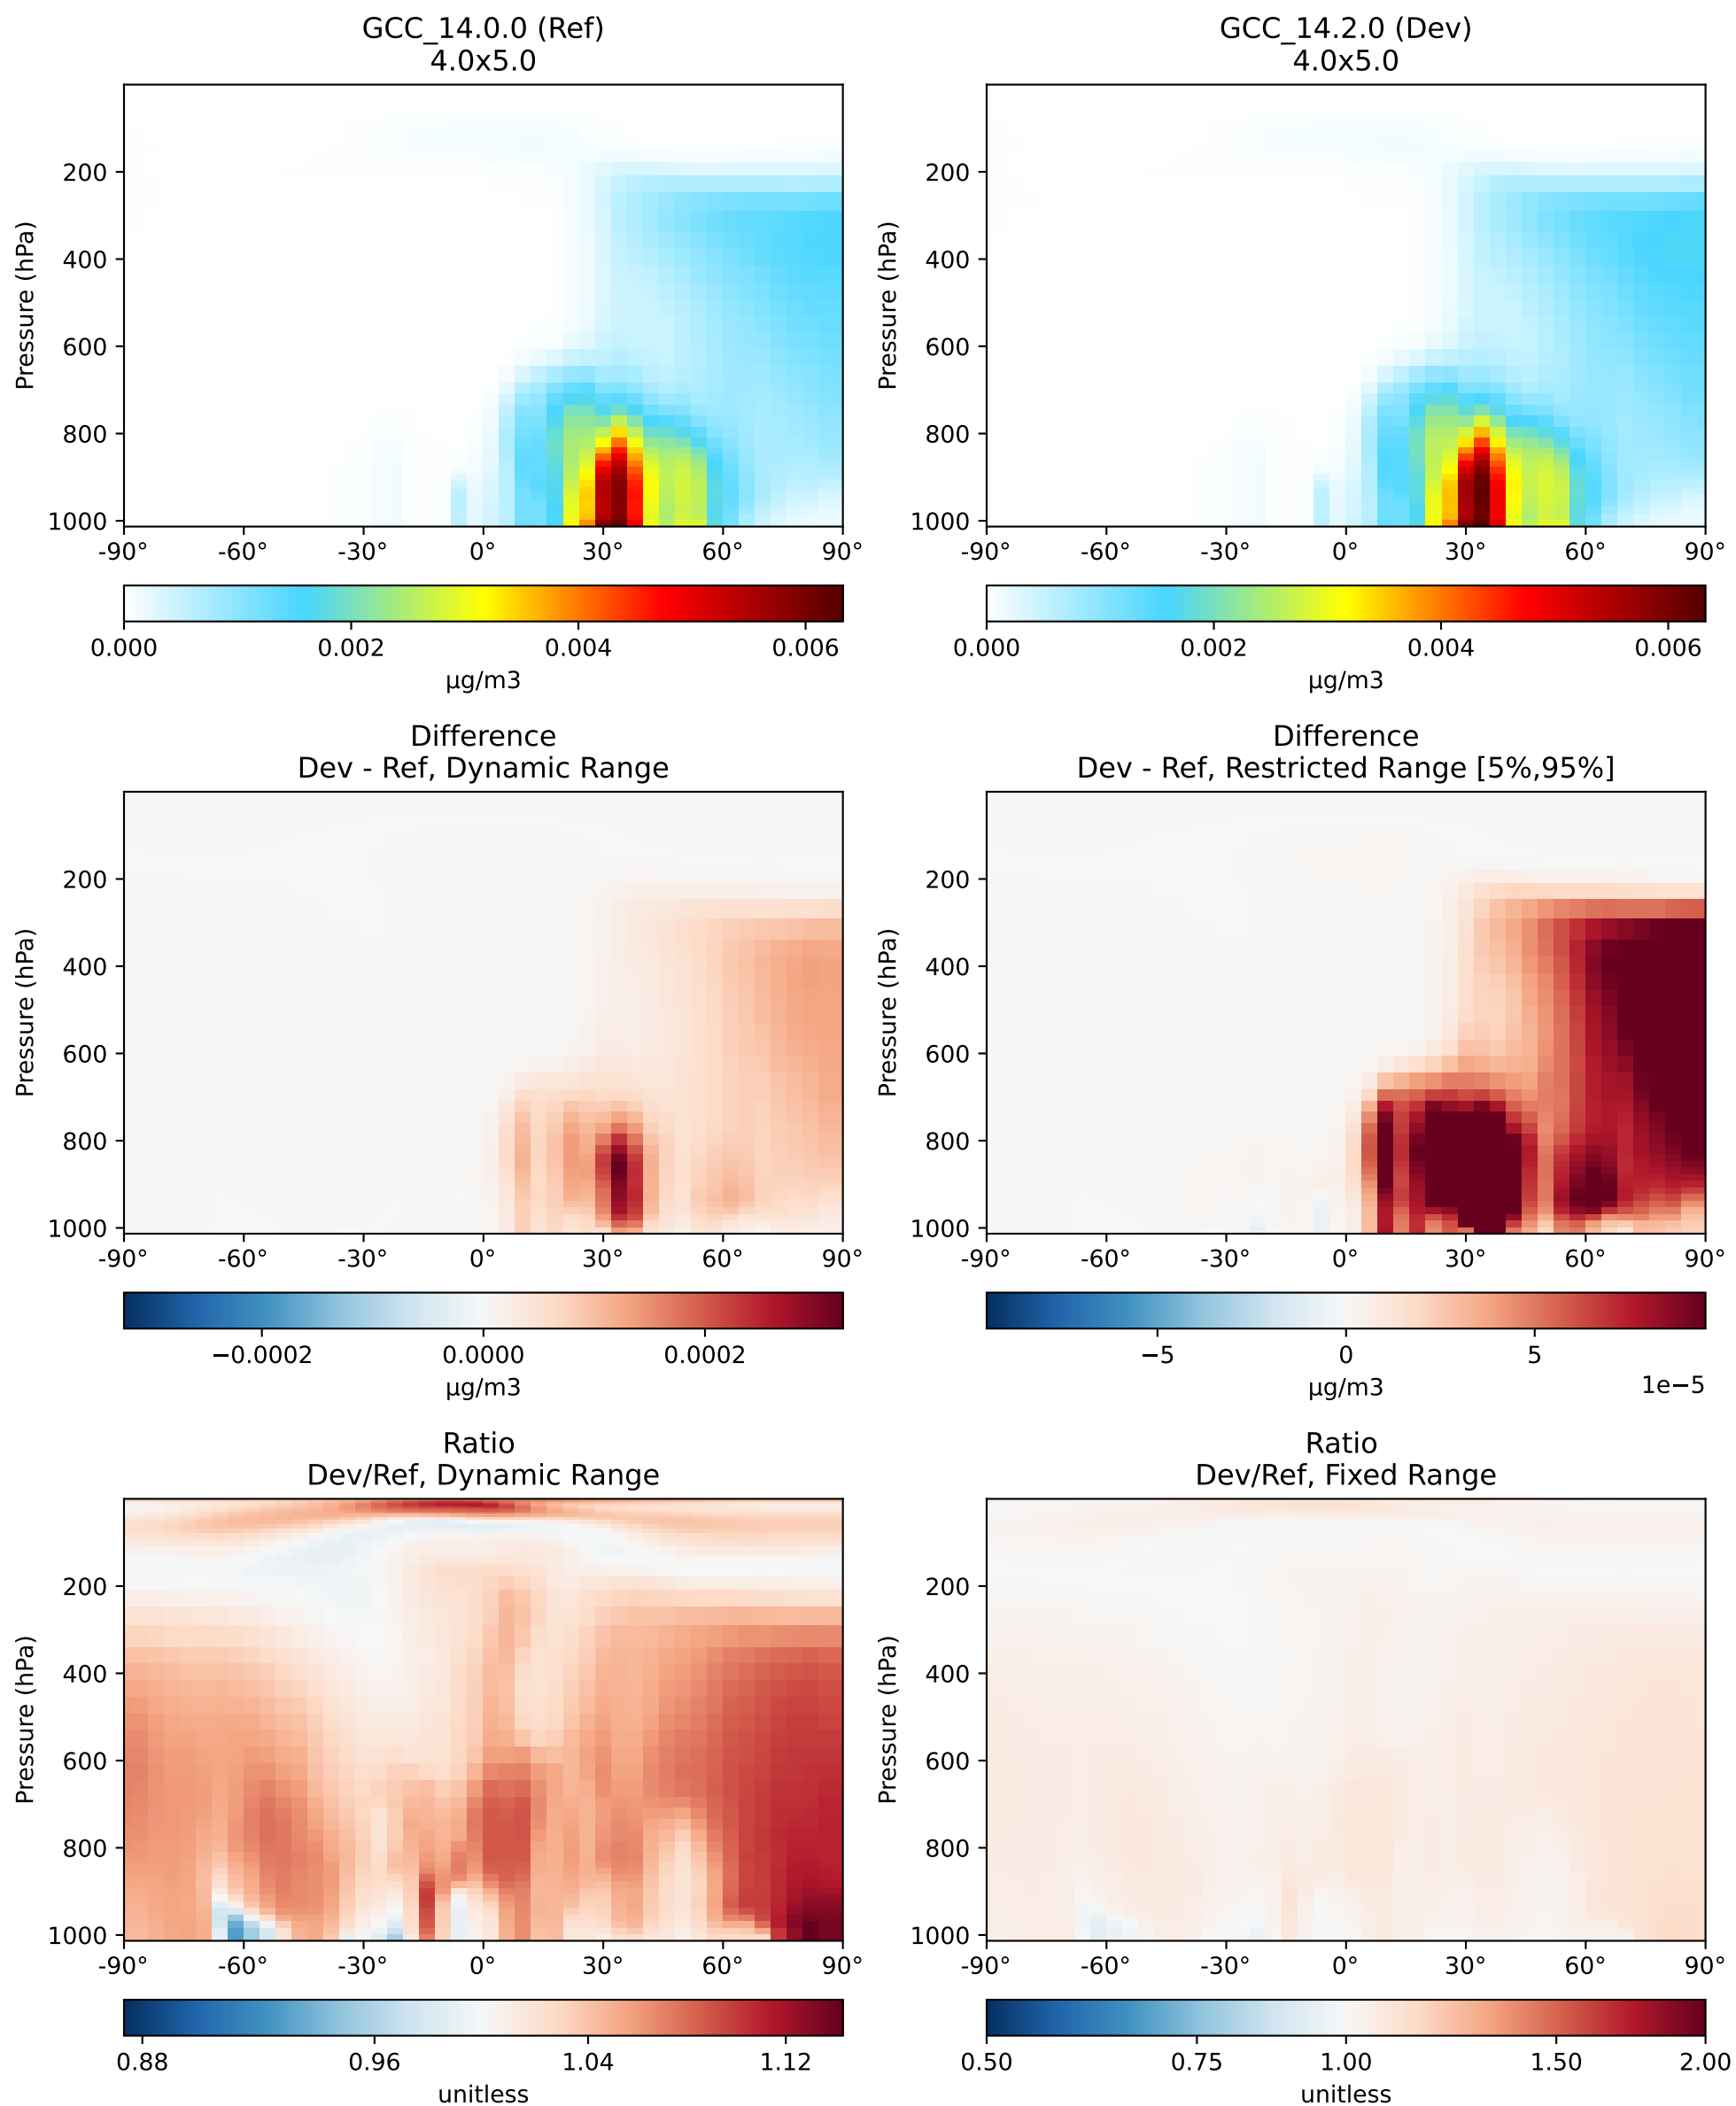 GCC_14.0.0 (Ref)
4.0x5.0
Pressure (hPa)
200
400
600
800
1000
-90° -60° -30° 0° 30° 60° 90°
0.000 0.002 0.004 0.006
μg/m3
GCC_14.2.0 (Dev)
4.0x5.0
Pressure (hPa)
200
400
600
800
1000
-90° -60° -30° 0° 30° 60° 90°
0.000 0.002 0.004 0.006
μg/m3
Difference
Dev - Ref, Dynamic Range
Pressure (hPa)
200
400
600
800
1000
-90° -60° -30° 0° 30° 60° 90°
−0.0002 0.0000 0.0002
μg/m3
Difference
Dev - Ref, Restricted Range [5%,95%]
Pressure (hPa)
200
400
600
800
1000
-90° -60° -30° 0° 30° 60° 90°
−5 0 5
μg/m3 1e−5
Ratio
Dev/Ref, Dynamic Range
Pressure (hPa)
200
400
600
800
1000
-90° -60° -30° 0° 30° 60° 90°
0.88 0.96 1.04 1.12
unitless
Ratio
Dev/Ref, Fixed Range
Pressure (hPa)
200
400
600
800
1000
-90° -60° -30° 0° 30° 60° 90°
0.50 0.75 1.00 1.50 2.00
unitless